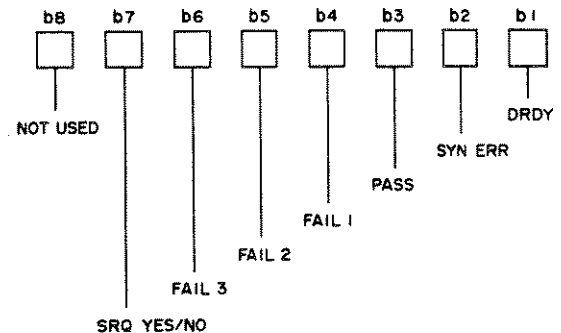 b8 b7 b6 b5 b4 b3 b2 b1
DRDY
NOT USED
SYN ERR
PASS
FAIL 1
FAIL 2
FAIL 3
SRQ YES/NO